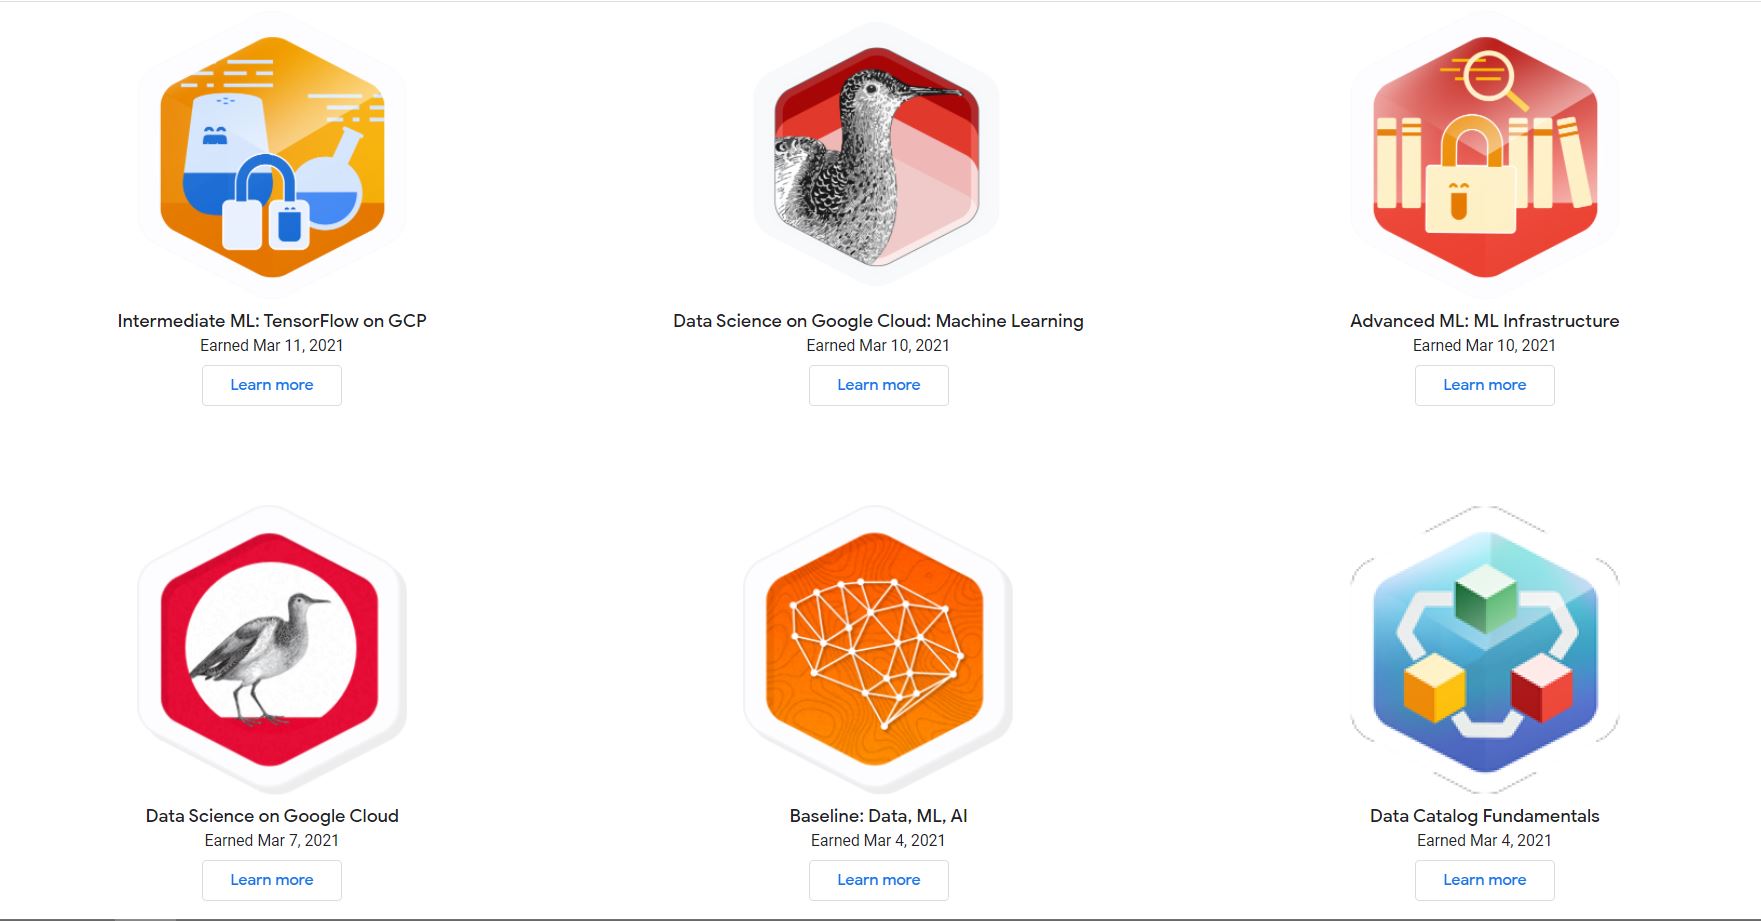 Intermediate ML: TensorFlow on GCP
Earned Mar 11, 2021
Learn more
Data Science on Google Cloud: Machine Learning
Earned Mar 10, 2021
Learn more
Advanced ML: ML Infrastructure
Earned Mar 10, 2021
Learn more
Data Science on Google Cloud
Earned Mar 7, 2021
Learn more
Baseline: Data, ML, AI
Earned Mar 4, 2021
Learn more
Data Catalog Fundamentals
Earned Mar 4, 2021
Learn more